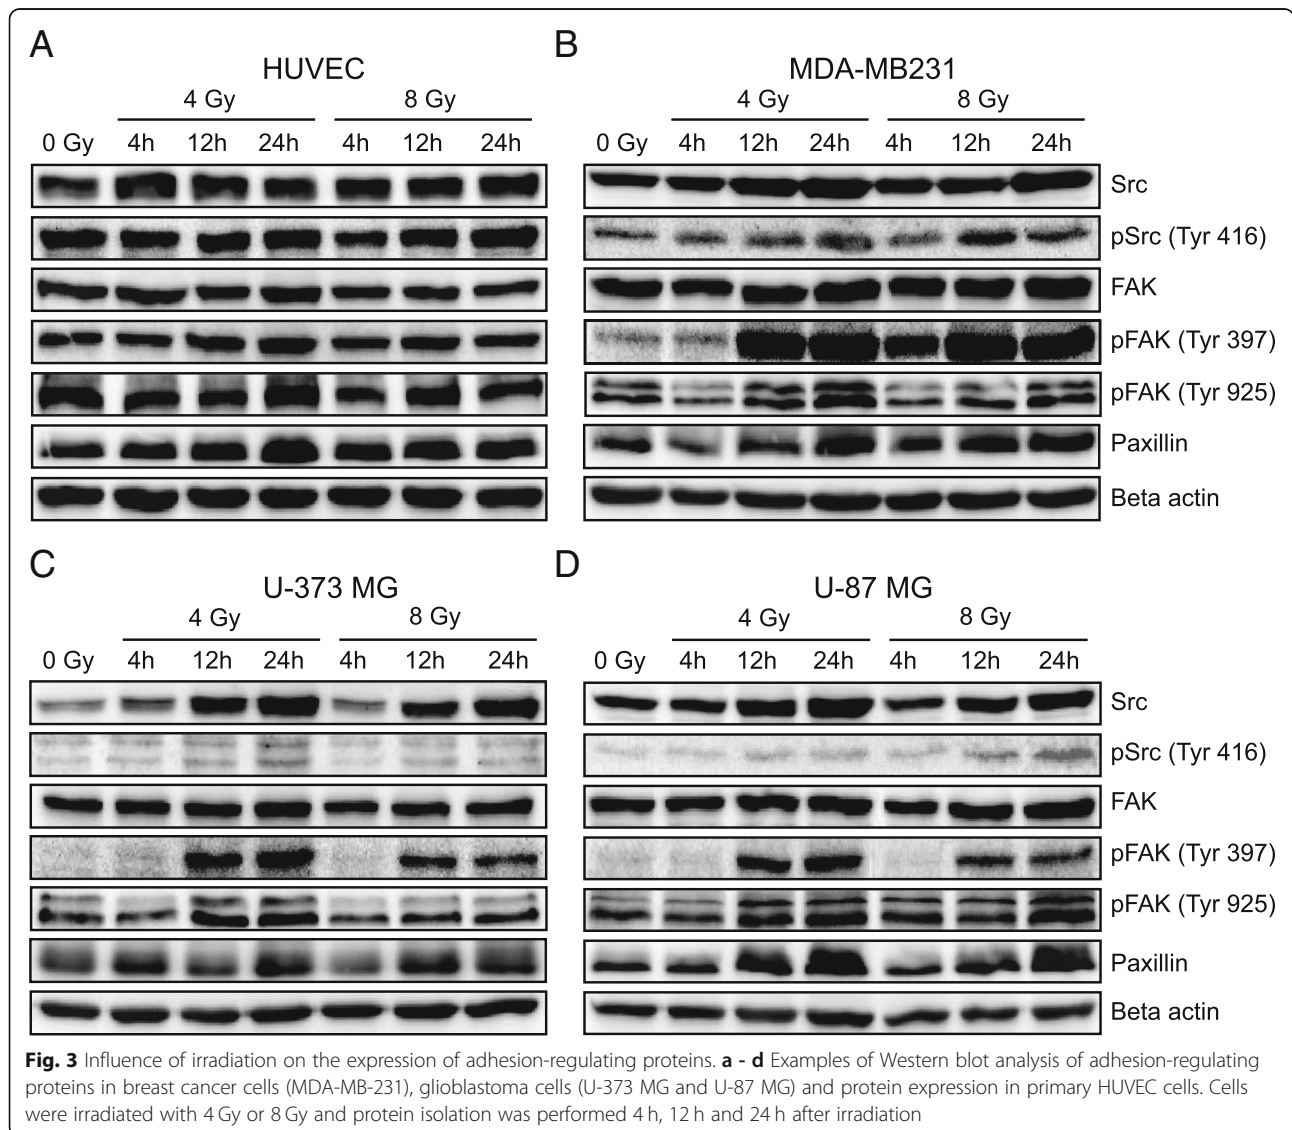 A
HUVEC
4 Gy 8 Gy
0 Gy 4h 12h 24h 4h 12h 24h
B
MDA-MB231
4 Gy 8 Gy
0 Gy 4h 12h 24h 4h 12h 24h
Src
pSrc (Tyr 416)
FAK
pFAK (Tyr 397)
pFAK (Tyr 925)
Paxillin
Beta actin
C
U-373 MG
4 Gy 8 Gy
0 Gy 4h 12h 24h 4h 12h 24h
D
U-87 MG
4 Gy 8 Gy
0 Gy 4h 12h 24h 4h 12h 24h
Src
pSrc (Tyr 416)
FAK
pFAK (Tyr 397)
pFAK (Tyr 925)
Paxillin
Beta actin
Fig. 3 Influence of irradiation on the expression of adhesion-regulating proteins. a - d Examples of Western blot analysis of adhesion-regulating
proteins in breast cancer cells (MDA-MB-231), glioblastoma cells (U-373 MG and U-87 MG) and protein expression in primary HUVEC cells. Cells
were irradiated with 4 Gy or 8 Gy and protein isolation was performed 4 h, 12 h and 24 h after irradiation